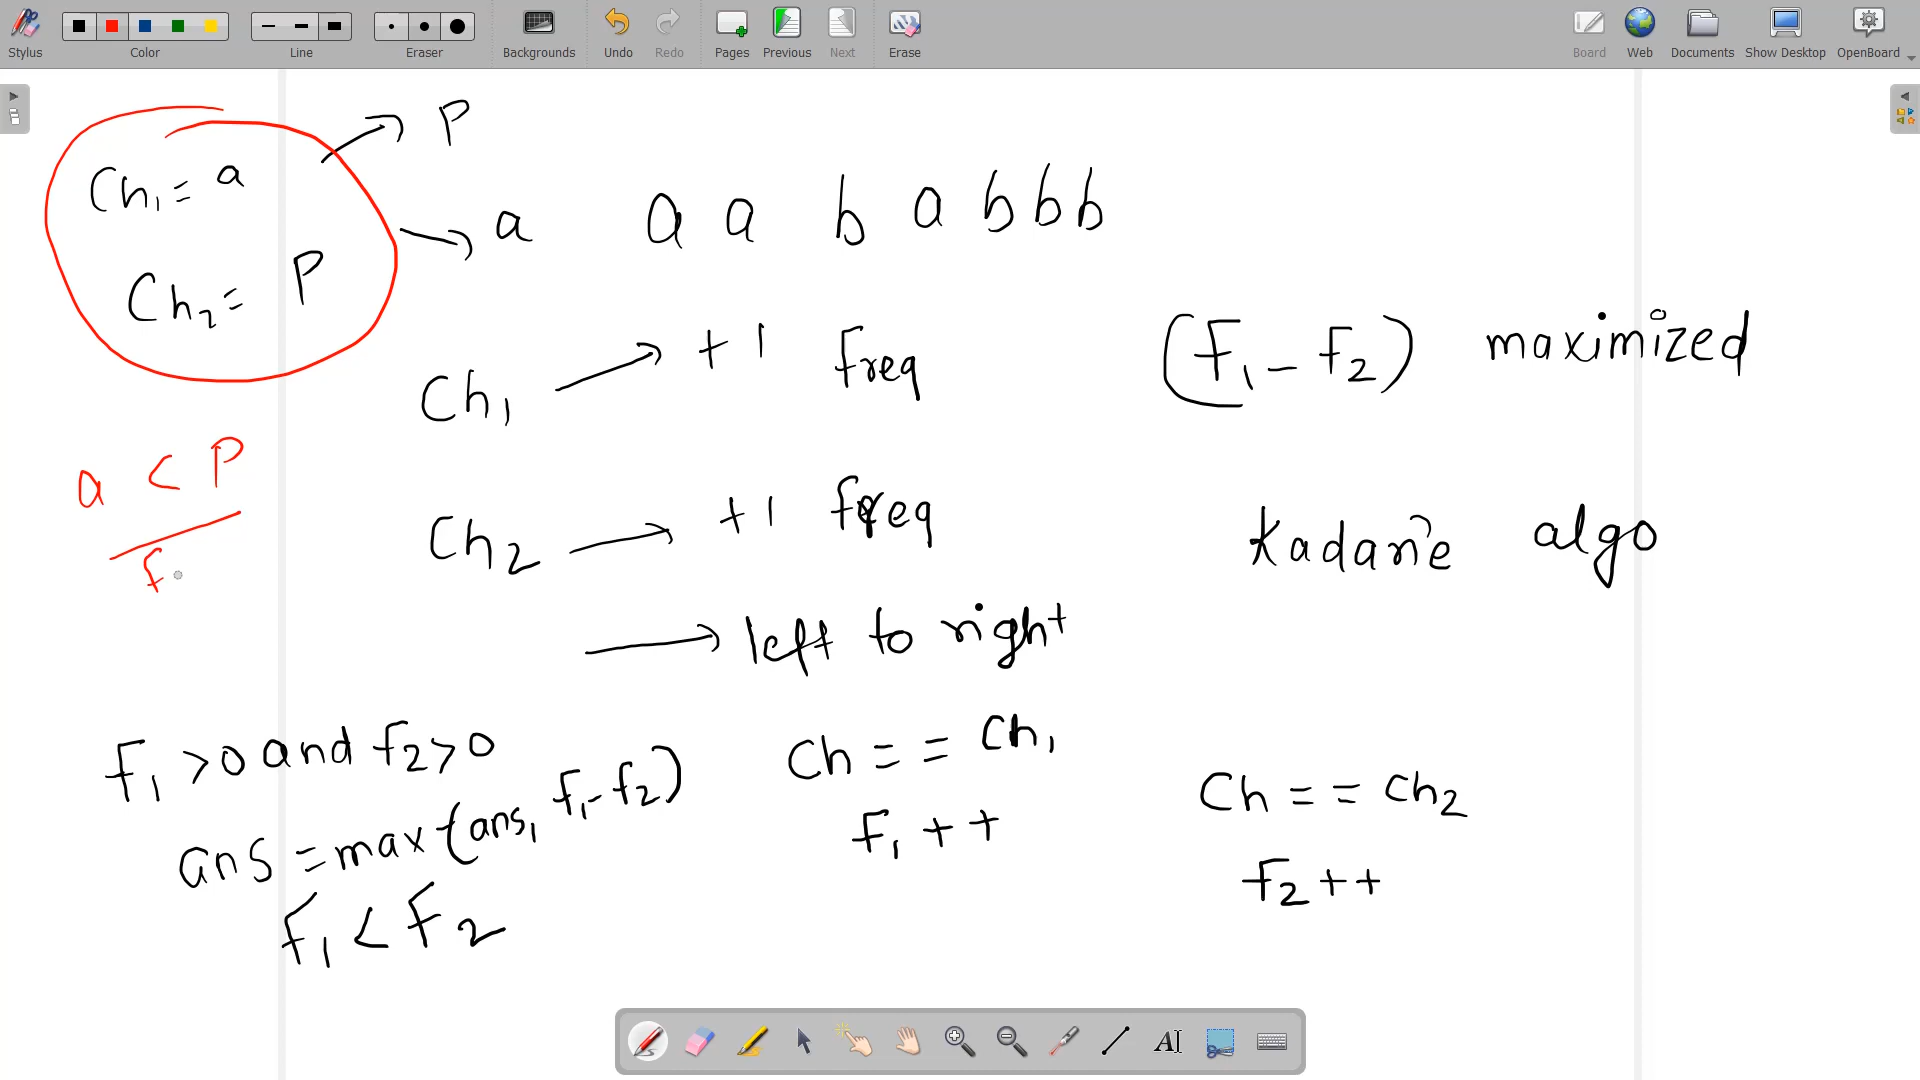 Stylus Color Line Eraser Backgrounds Undo Redo Pages Previous Next Erase Board Web Documents Show Desktop OpenBoard
Ch1 = a → P
→ a a a b a b b b
Ch2 = P
Ch1 → +1 freq (F1 - F2) maximized
a < P
f
Ch2 → +1 freq Kadane algo
→ left to right
F1 > 0 and f2 > 0
ans = max(ans, f1 - f2)
F1 < F2
Ch == Ch1
F1 ++
Ch == Ch2
F2 ++
AI